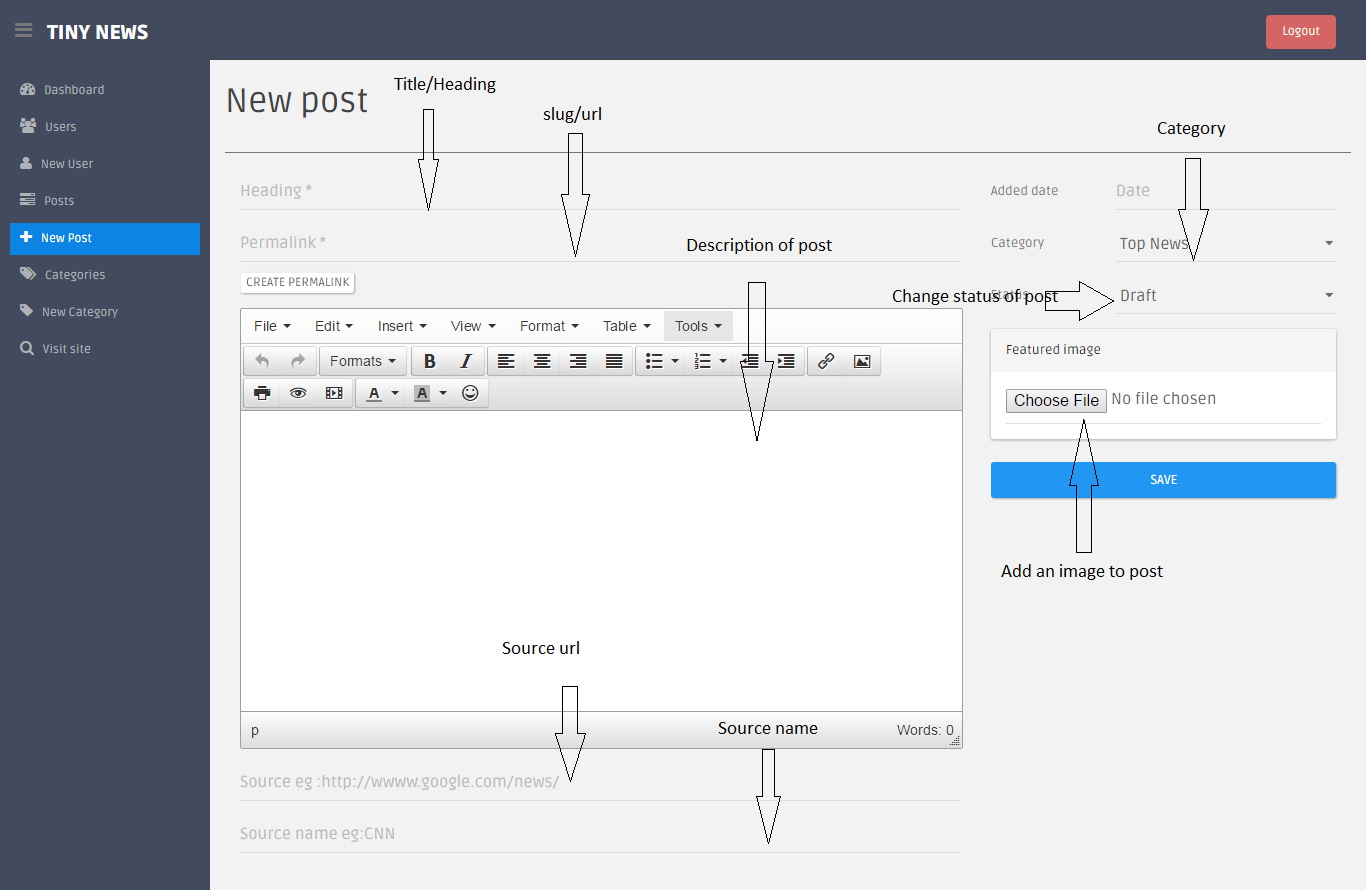 TINY NEWS
Logout
Dashboard
Users
New User
Posts
New Post
Categories
New Category
Visit site
New post
Title/Heading
slug/url
Category
Heading *
Permalink *
CREATE PERMALINK
Description of post
File Edit Insert View Format Table Tools
Formats B I
A A
p
Words: 0
Source url
Source name
Source eg :http://wwww.google.com/news/
Source name eg:CNN
Added date Date
Category Top News
Status Draft
Change status of post
Featured image
Choose File No file chosen
SAVE
Add an image to post